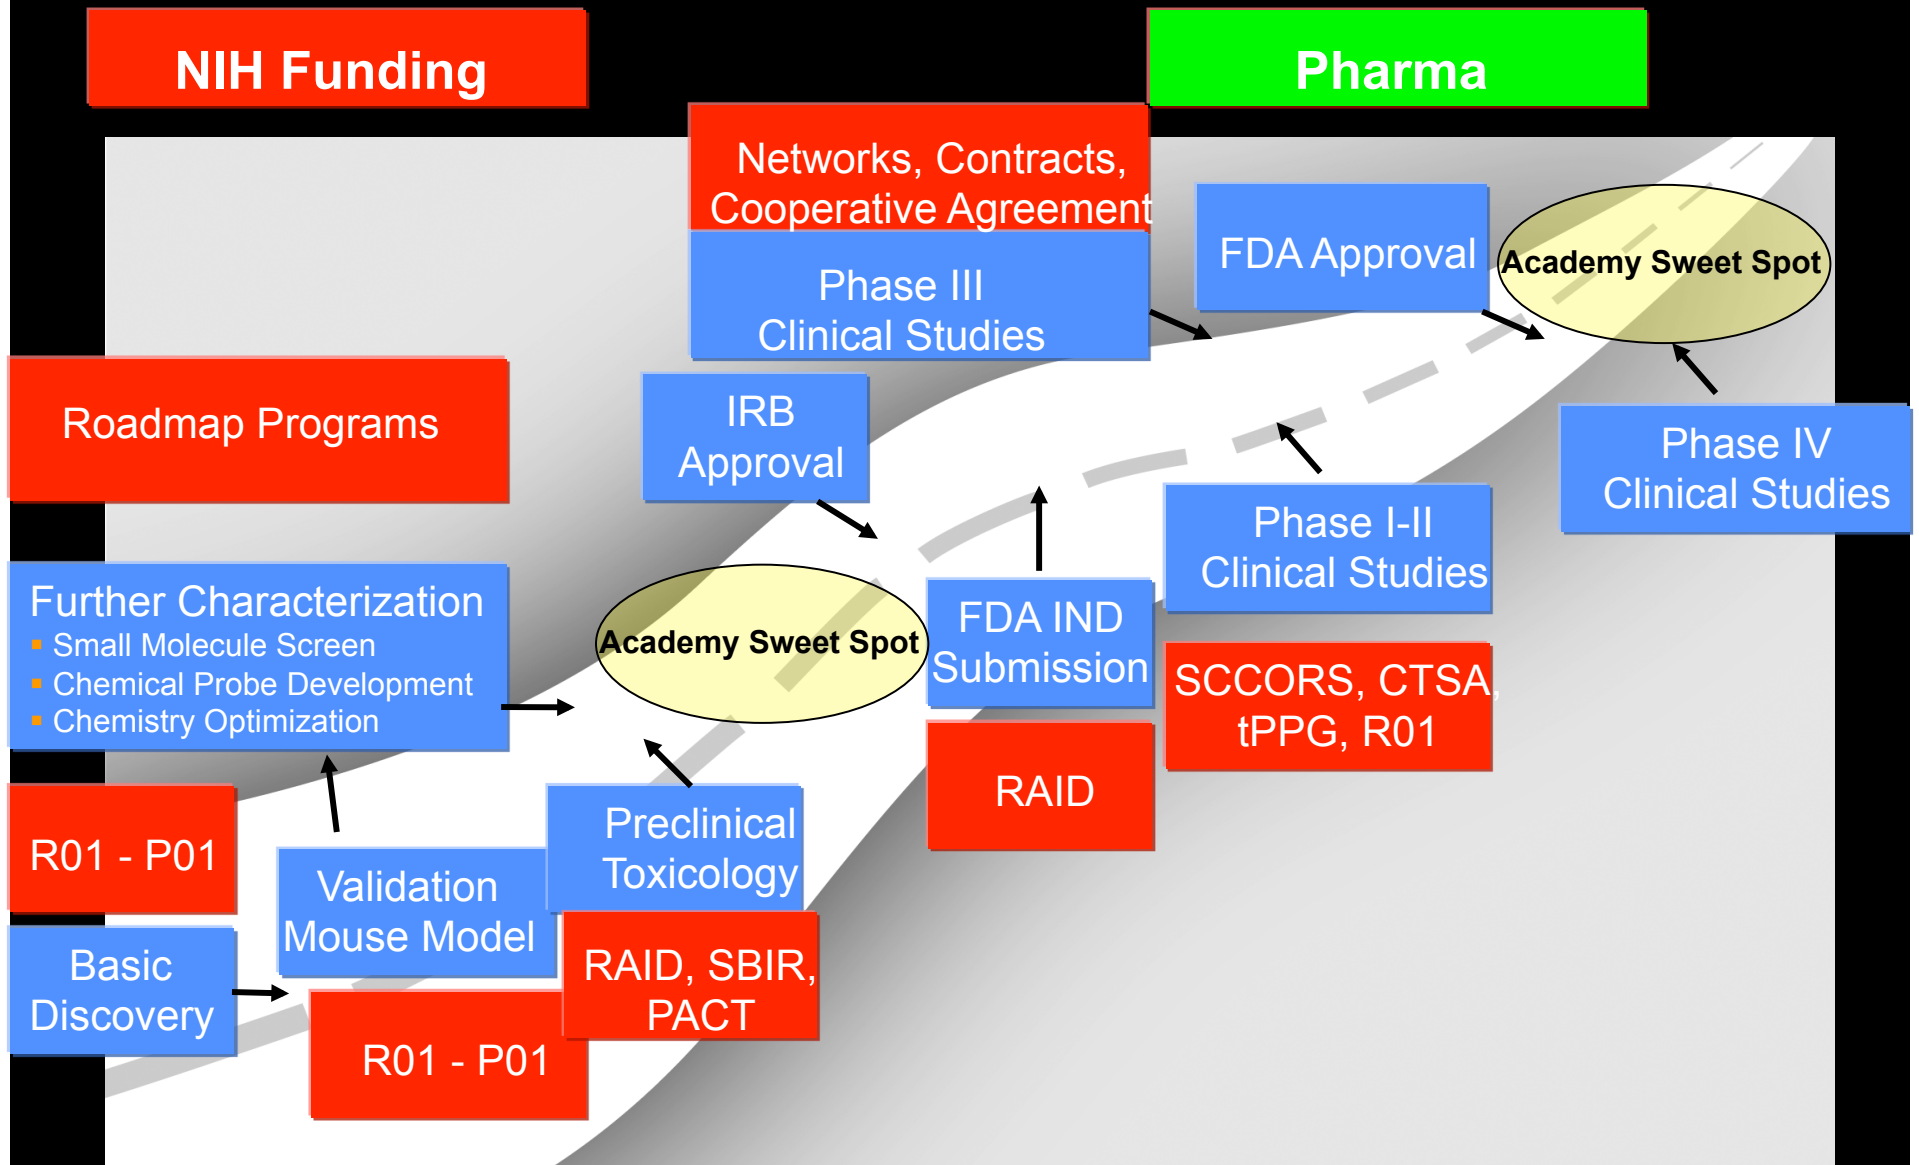 NIH Funding
Pharma
Networks, Contracts,
Cooperative Agreement
Phase III
Clinical Studies
FDA Approval
Academy Sweet Spot
Roadmap Programs
IRB
Approval
Phase IV
Clinical Studies
Phase I-II
Clinical Studies
Further Characterization
▪ Small Molecule Screen
▪ Chemical Probe Development
▪ Chemistry Optimization
Academy Sweet Spot
FDA IND
Submission
SCCORS, CTSA,
tPPG, R01
RAID
R01 - P01
Preclinical
Toxicology
Validation
Mouse Model
RAID, SBIR,
PACT
Basic
Discovery
R01 - P01